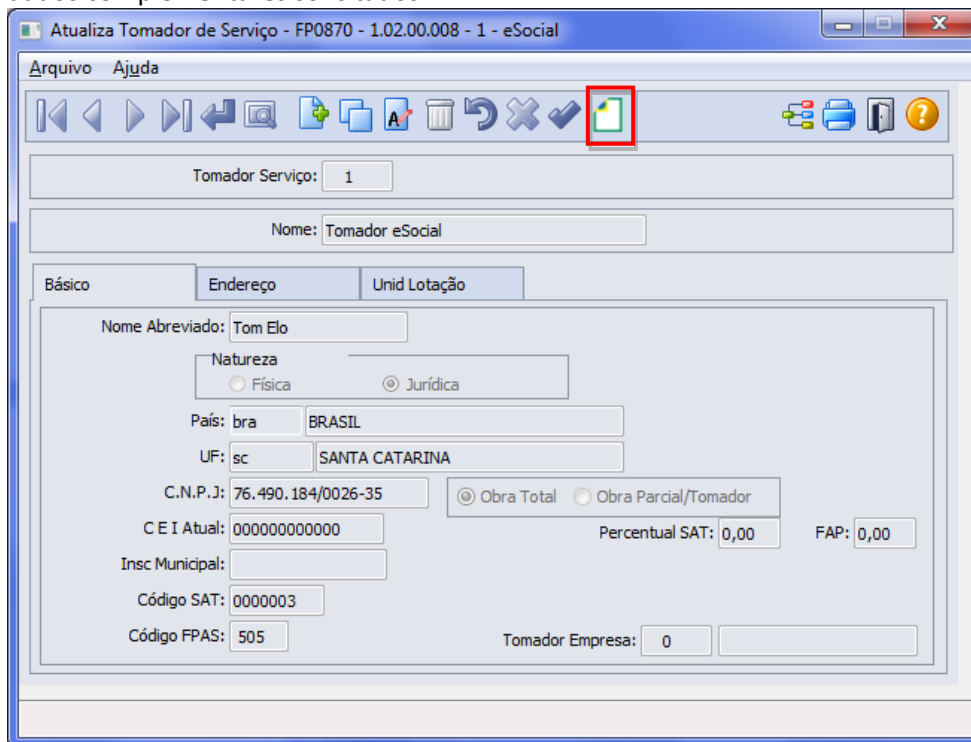 Atualiza Tomador de Serviço - FP0870 - 1.02.00.008 - 1 - eSocial
Arquivo Ajuda
Tomador Serviço: 1
Nome: Tomador eSocial
Básico Endereço Unid Lotação
Nome Abreviado: Tom Elo
Natureza
Física Jurídica
País: bra BRASIL
UF: sc SANTA CATARINA
C.N.P.J: 76.490.184/0026-35 Obra Total Obra Parcial/Tomador
C E I Atual: 000000000000 Percentual SAT: 0,00 FAP: 0,00
Insc Municipal:
Código SAT: 0000003
Código FPAS: 505 Tomador Empresa: 0